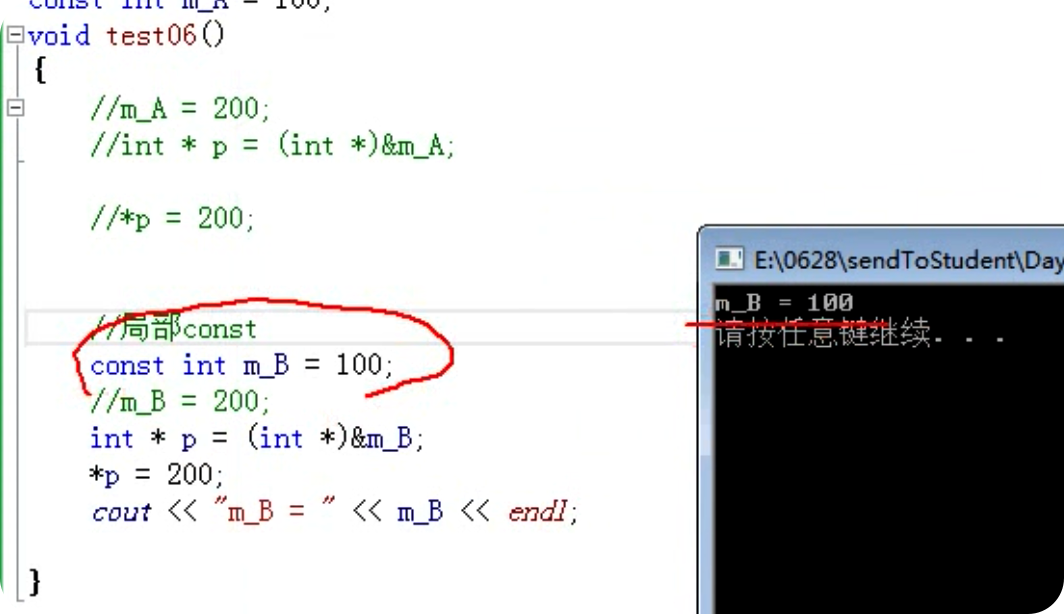 const int m_A = 100;
void test06()
{
//m_A = 200;
//int * p = (int *)&m_A;
//*p = 200;
//局部const
const int m_B = 100;
//m_B = 200;
int * p = (int *)&m_B;
*p = 200;
cout << "m_B = " << m_B << endl;
}
E:\0628\sendToStudent\Day
m_B = 100
请按任意键继续. . .